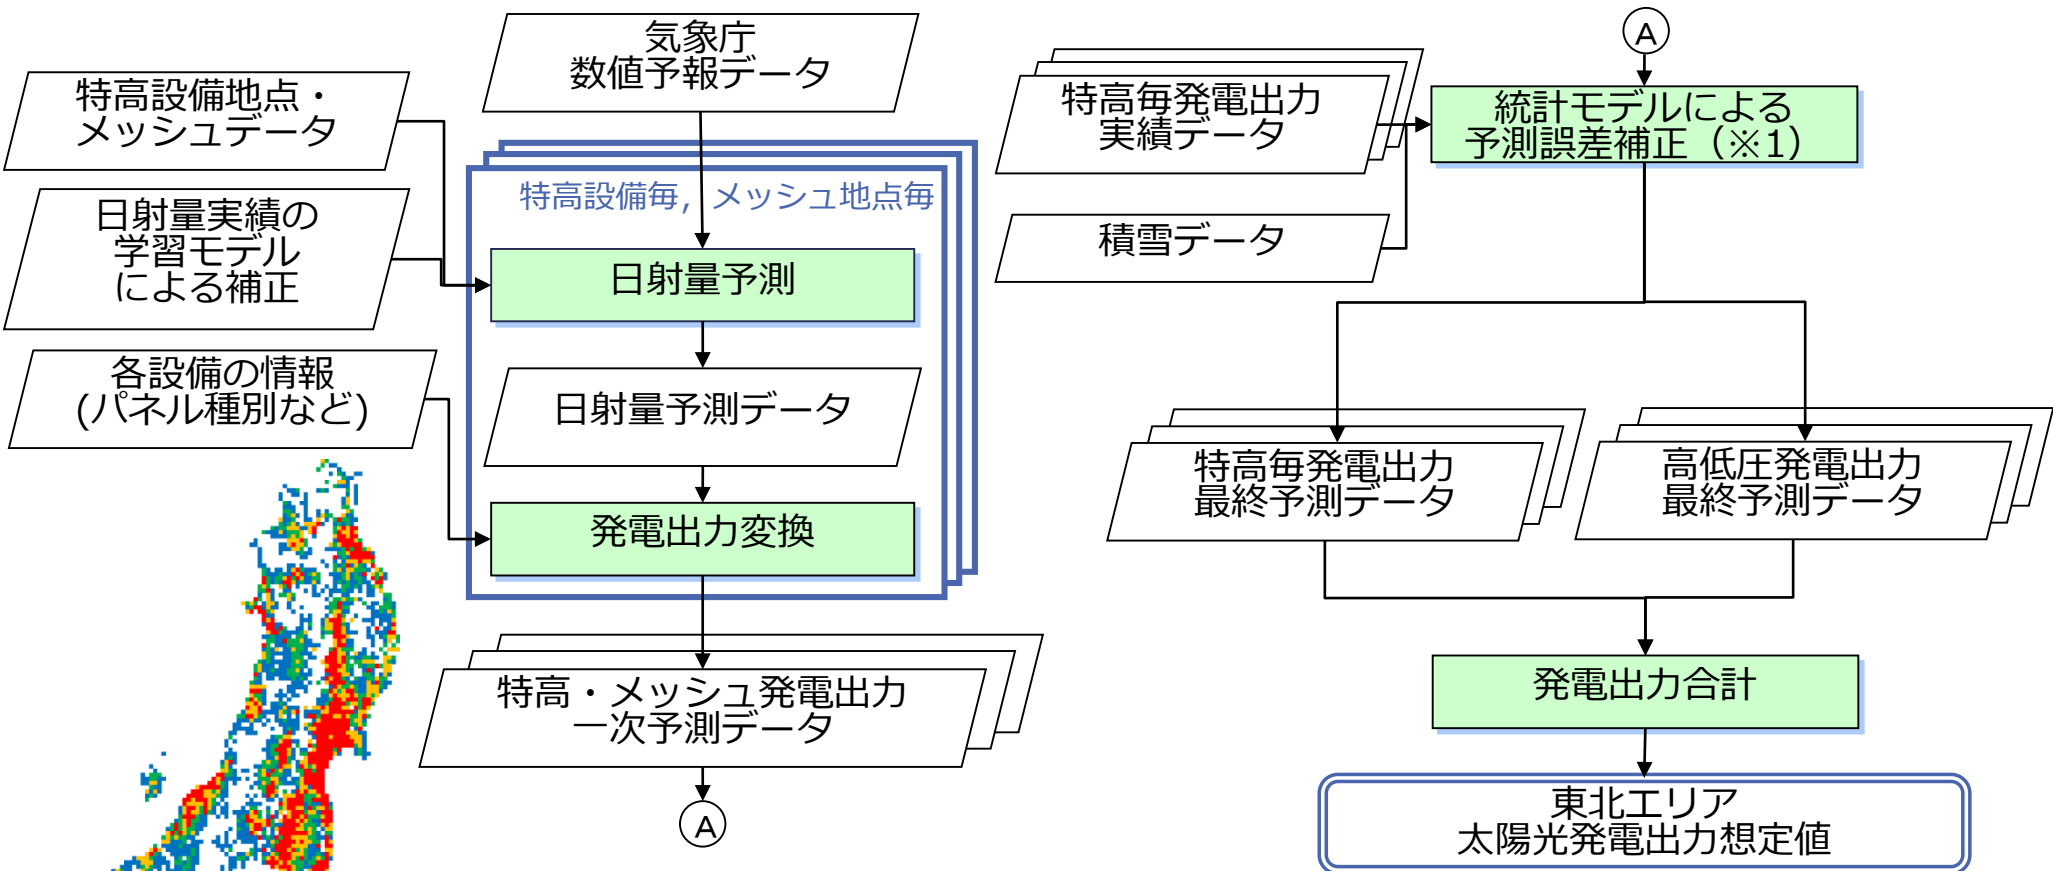 気象庁
数値予報データ
特高設備地点・
メッシュデータ
特高設備毎，メッシュ地点毎
日射量実績の
学習モデル
による補正
日射量予測
各設備の情報
(パネル種別など)
日射量予測データ
発電出力変換
特高・メッシュ発電出力
一次予測データ
A
A
特高毎発電出力
実績データ
統計モデルによる
予測誤差補正（※1）
積雪データ
特高毎発電出力
最終予測データ
高低圧発電出力
最終予測データ
発電出力合計
東北エリア
太陽光発電出力想定値